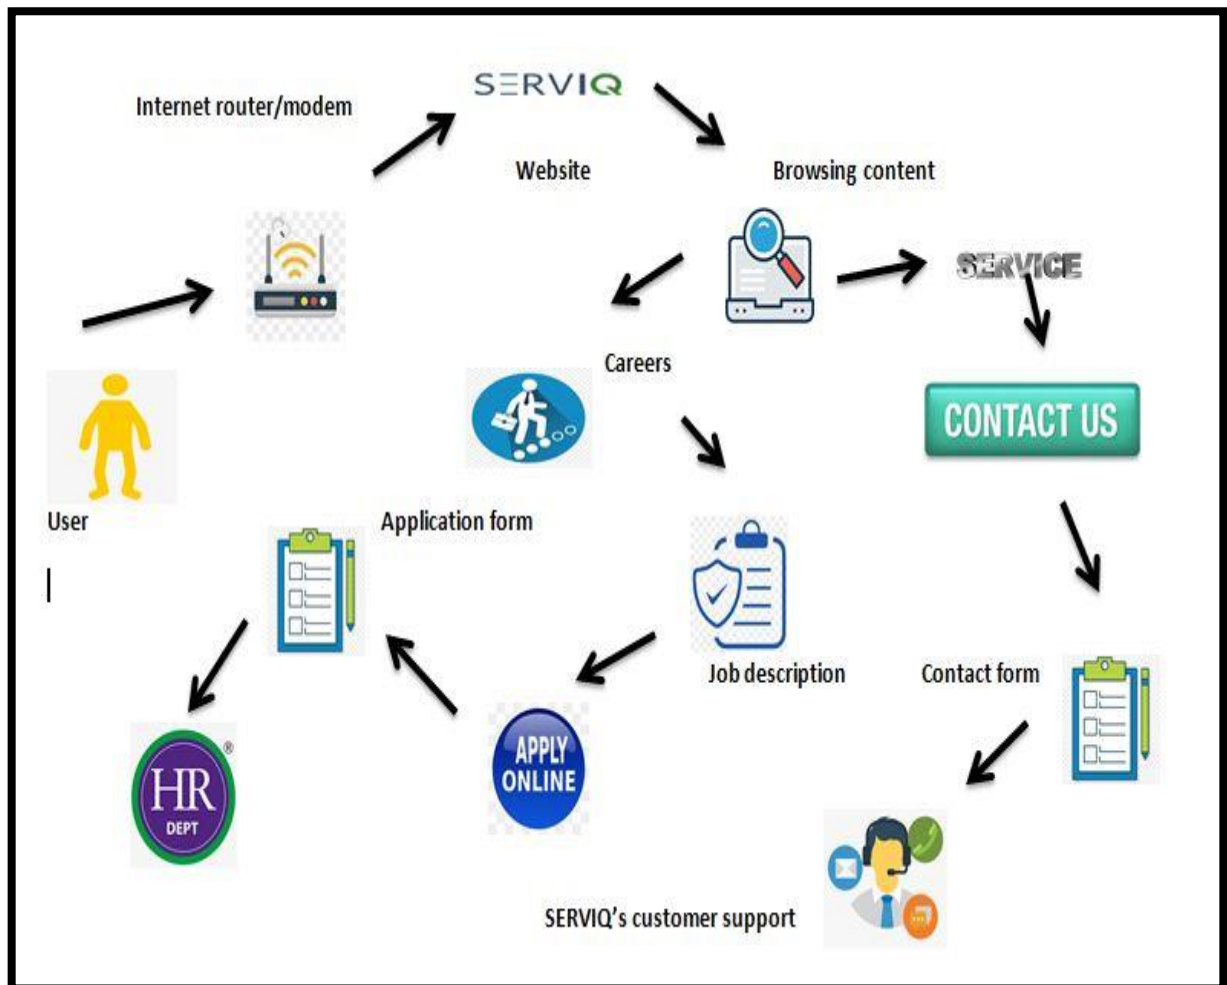 SERVIQ
Internet router/modem
Website
Browsing content
SERVICE
Careers
CONTACT US
User
Application form
Job description
Contact form
HR
DEPT
®
APPLY
ONLINE
SERVIQ's customer support